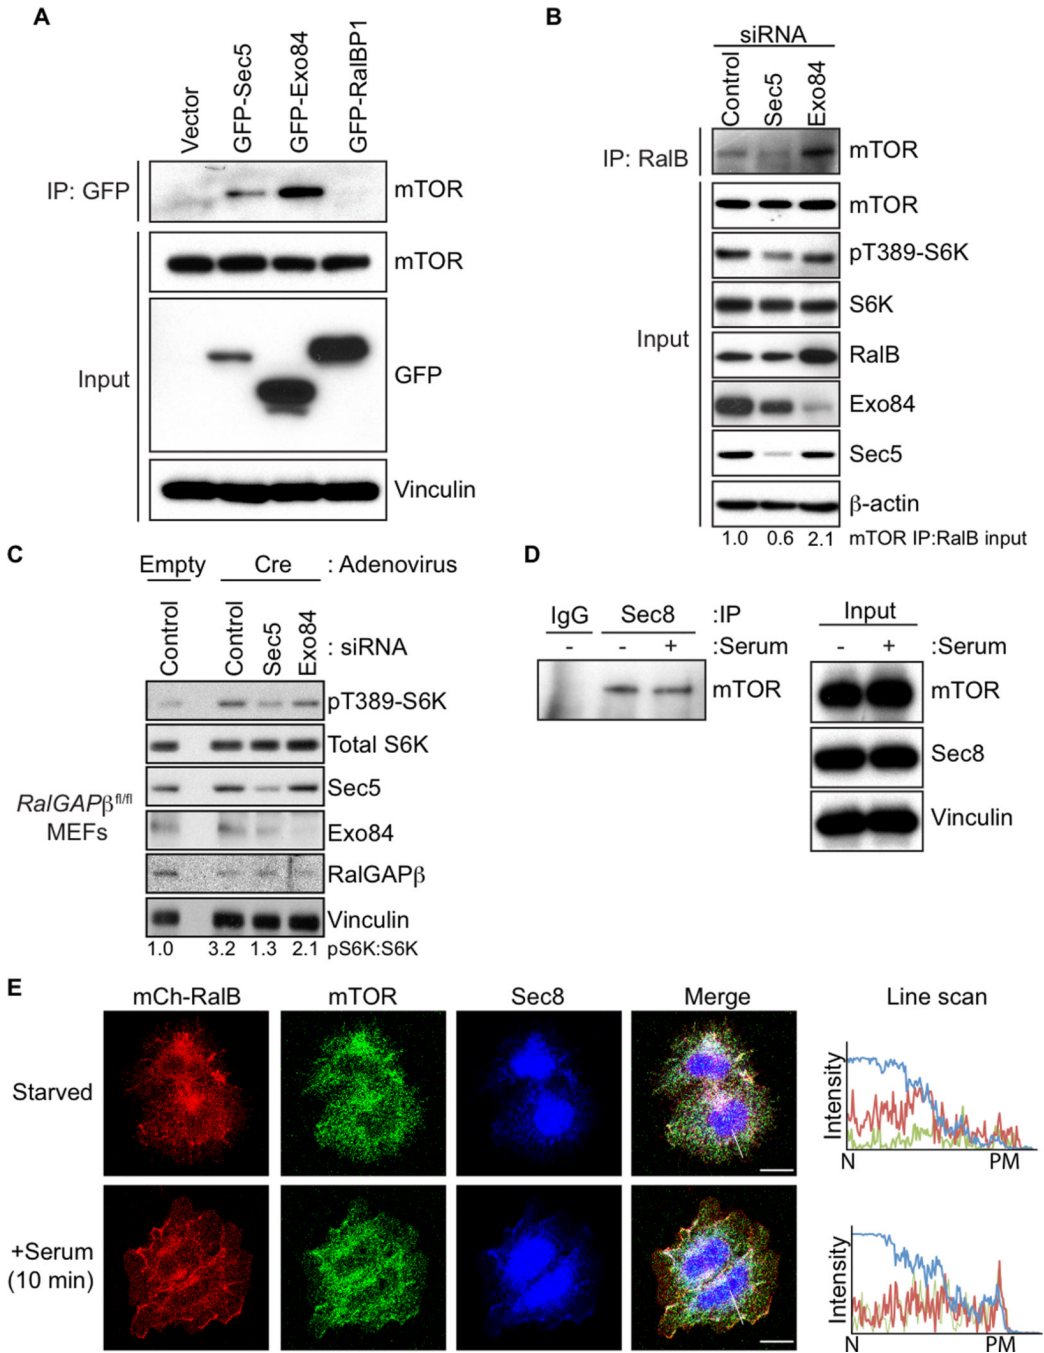 A
Vector
GFP-Sec5
GFP-Exo84
GFP-RalBP1
IP: GFP
mTOR
Input
mTOR
GFP
Vinculin
B
siRNA
Control
Sec5
Exo84
IP: RalB
mTOR
Input
mTOR
pT389-S6K
S6K
RalB
Exo84
Sec5
β-actin
1.0 0.6 2.1 mTOR IP:RalB input
C
Empty Cre : Adenovirus
Control
Control
Sec5
Exo84
: siRNA
pT389-S6K
Total S6K
Sec5
RalGAPβfl/fl
MEFs
Exo84
RalGAPβ
Vinculin
1.0 3.2 1.3 2.1 pS6K:S6K
D
IgG Sec8 :IP
- - + :Serum
mTOR
Input
- + :Serum
mTOR
Sec8
Vinculin
E
mCh-RalB mTOR Sec8 Merge Line scan
Starved
Intensity
N PM
+Serum
(10 min)
Intensity
N PM